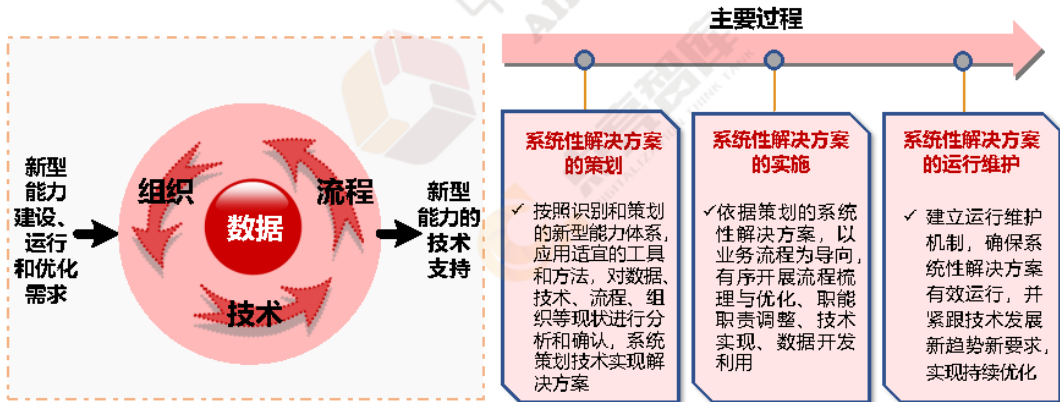 新型
能力
建设、
运行
和优化
需求
组织
流程
数据
技术
新型
能力的
技术
支持
主要过程
系统性解决方案
的策划
✓ 按照识别和策划
的新型能力体系，
应用适宜的工具
和方法，对数据、
技术、流程、组
织等现状进行分
析和确认，系统
策划技术实现解
决方案
系统性解决方案
的实施
✓依据策划的系统
性解决方案，以
业务流程为导向，
有序开展流程梳
理与优化、职能
职责调整、技术
实现、数据开发
利用
系统性解决方案
的运行维护
✓ 建立运行维护
机制，确保系
统性解决方案
有效运行，并
紧跟技术发展
新趋势新要求，
实现持续优化